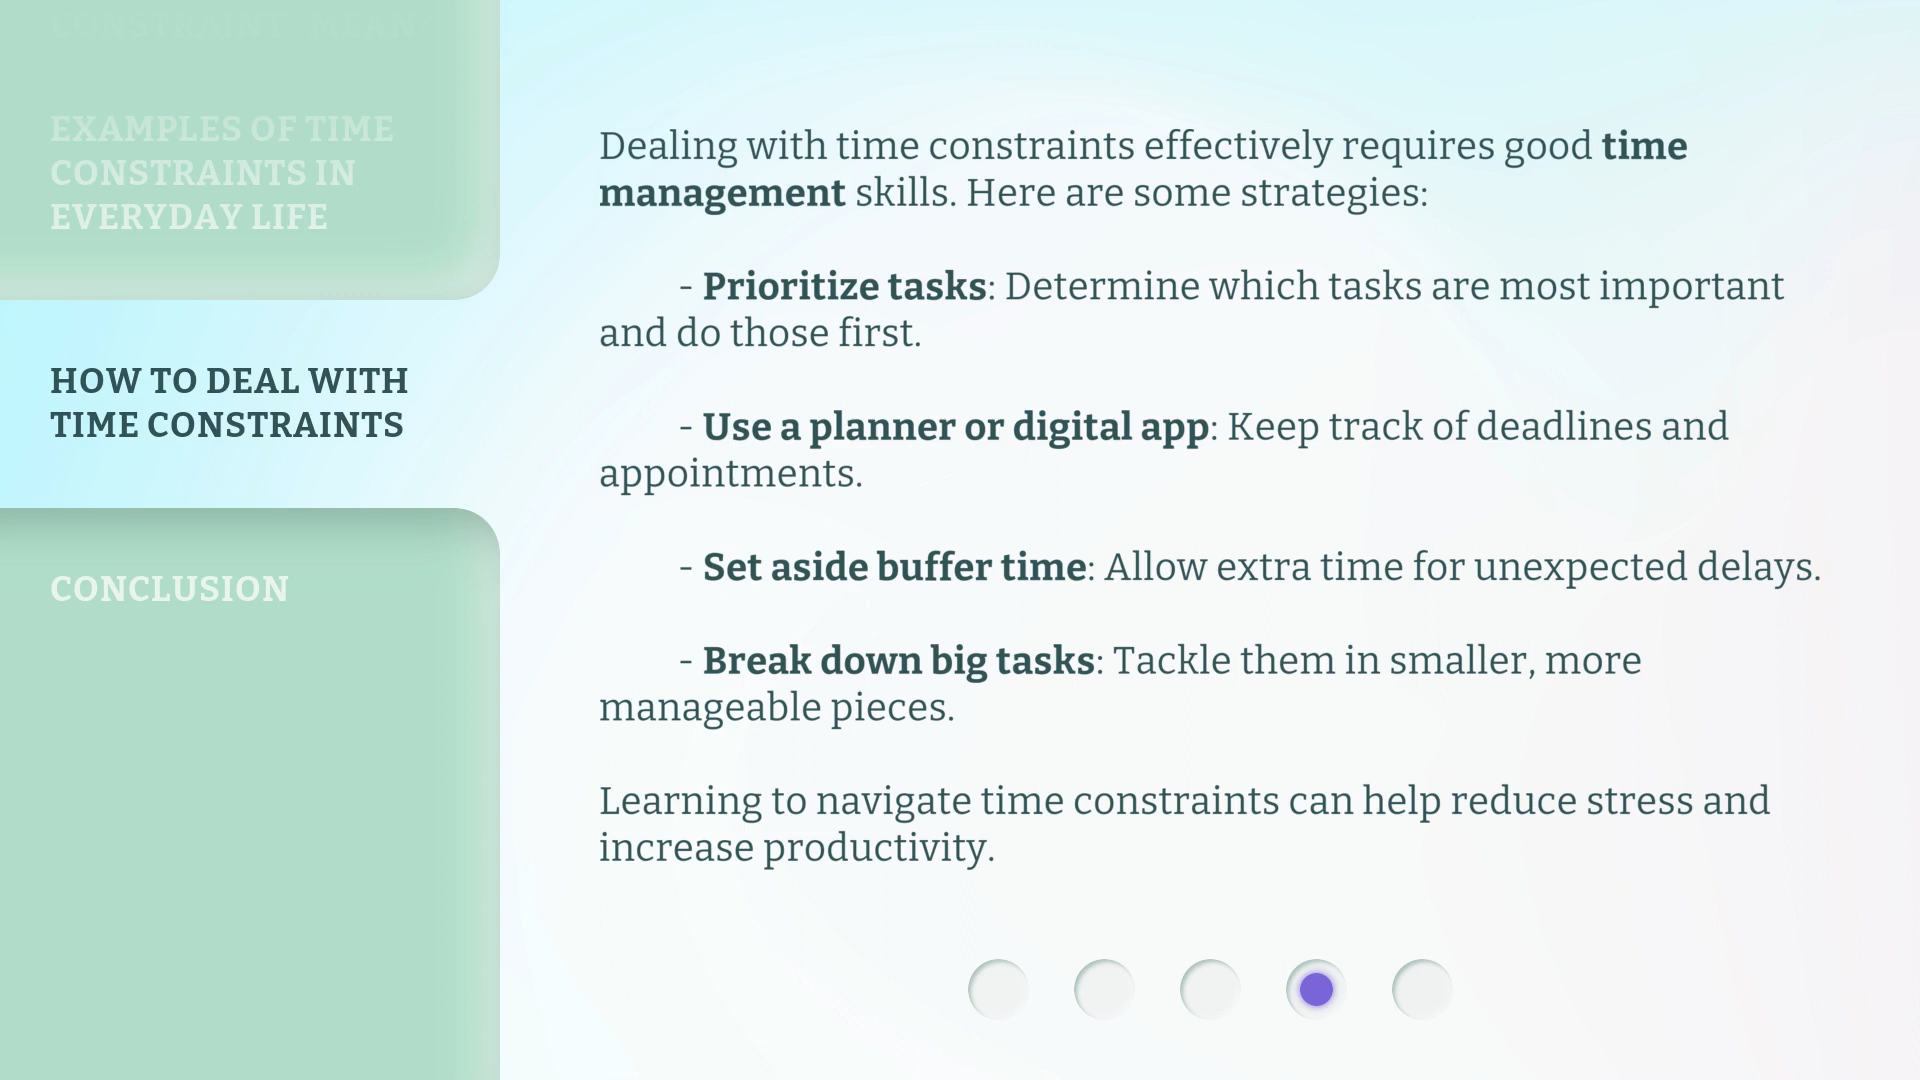 CONSTRAINT" MEAN?
EXAMPLES OF TIME
CONSTRAINTS IN
EVERYDAY LIFE
HOW TO DEAL WITH
TIME CONSTRAINTS
CONCLUSION
Dealing with time constraints effectively requires good time
management skills. Here are some strategies:
- Prioritize tasks: Determine which tasks are most important
and do those first.
- Use a planner or digital app: Keep track of deadlines and
appointments.
- Set aside buffer time: Allow extra time for unexpected delays.
- Break down big tasks: Tackle them in smaller, more
manageable pieces.
Learning to navigate time constraints can help reduce stress and
increase productivity.